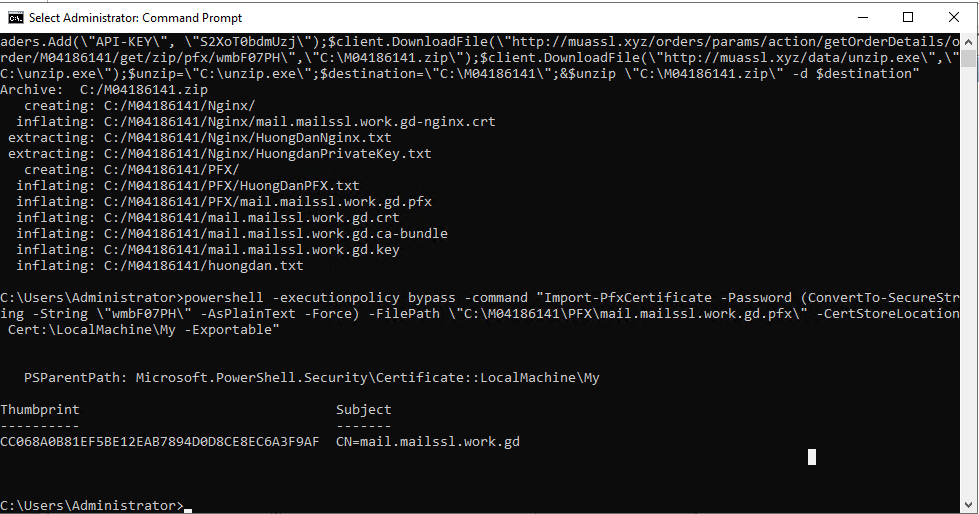 Select Administrator: Command Prompt
aders.Add(\"API-KEY\", \"S2XoT0bdmUzj\");$client.DownloadFile(\"http://muassl.xyz/orders/params/action/getOrderDetails/o
rder/M04186141/get/zip/pfx/wmbF07PH\",\"C:\M04186141.zip\");$client.DownloadFile(\"http://muassl.xyz/data/unzip.exe\",\"
C:\unzip.exe\");$unzip=\"C:\unzip.exe\";$destination=\"C:\M04186141\";&$unzip \"C:\M04186141.zip\" -d $destination"
Archive:  C:/M04186141.zip
   creating: C:/M04186141/Nginx/
  inflating: C:/M04186141/Nginx/mail.mailssl.work.gd-nginx.crt
 extracting: C:/M04186141/Nginx/HuongDanNginx.txt
 extracting: C:/M04186141/Nginx/HuongdanPrivateKey.txt
   creating: C:/M04186141/PFX/
  inflating: C:/M04186141/PFX/HuongDanPFX.txt
  inflating: C:/M04186141/PFX/mail.mailssl.work.gd.pfx
  inflating: C:/M04186141/mail.mailssl.work.gd.crt
  inflating: C:/M04186141/mail.mailssl.work.gd.ca-bundle
  inflating: C:/M04186141/mail.mailssl.work.gd.key
  inflating: C:/M04186141/huongdan.txt
C:\Users\Administrator>powershell -executionpolicy bypass -command "Import-PfxCertificate -Password (ConvertTo-SecureStr
ing -String \"wmbF07PH\" -AsPlainText -Force) -FilePath \"C:\M04186141\PFX\mail.mailssl.work.gd.pfx\" -CertStoreLocation
 Cert:\LocalMachine\My -Exportable"
   PSParentPath: Microsoft.PowerShell.Security\Certificate::LocalMachine\My
Thumbprint                                Subject
----------                                -------
CC068A0B81EF5BE12EAB7894D0D8CE8EC6A3F9AF  CN=mail.mailssl.work.gd
C:\Users\Administrator>